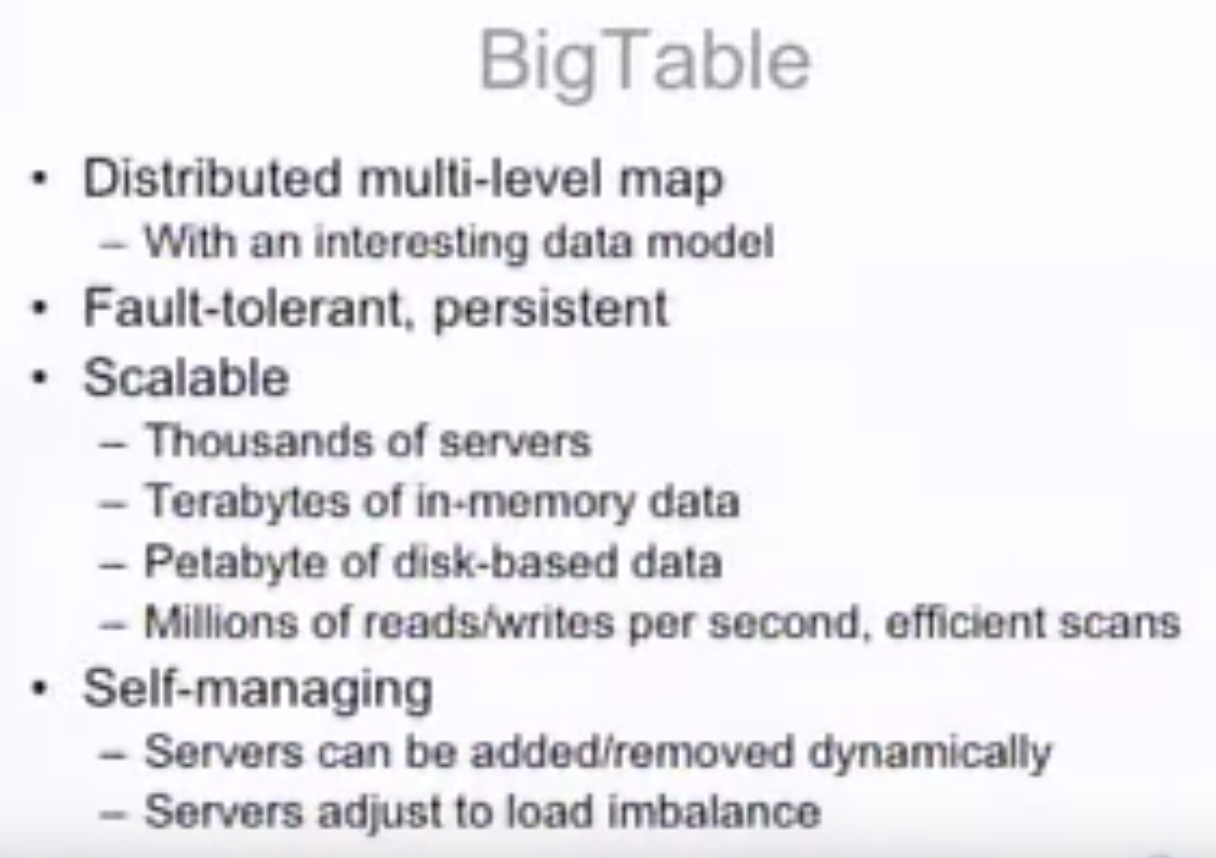 BigTable
• Distributed multi-level map
– With an interesting data model
• Fault-tolerant, persistent
• Scalable
– Thousands of servers
– Terabytes of in-memory data
– Petabyte of disk-based data
– Millions of reads/writes per second, efficient scans
• Self-managing
– Servers can be added/removed dynamically
– Servers adjust to load imbalance